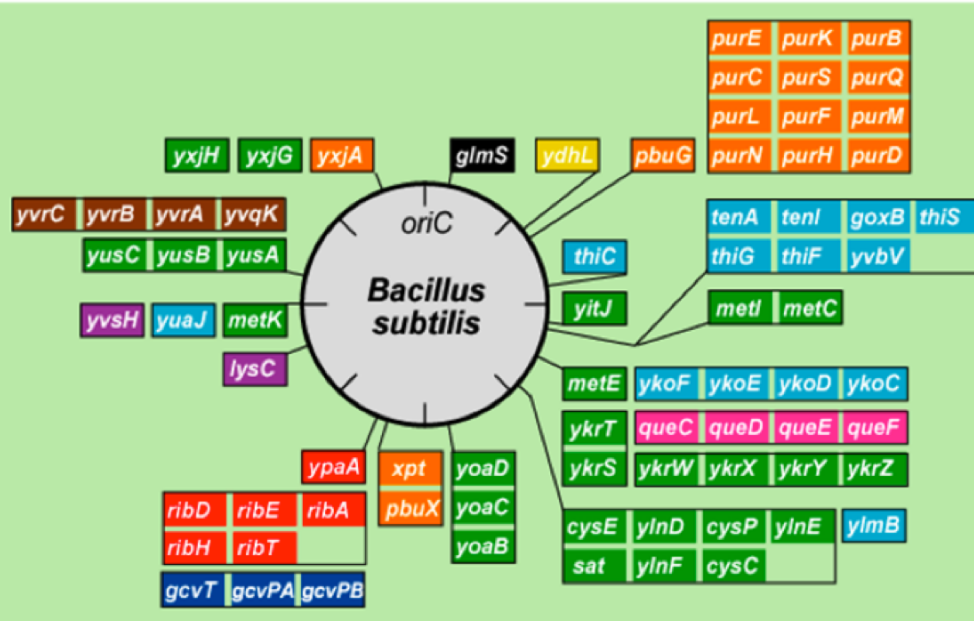 purE purK purB
purC purS purQ
purL purF purM
purN purH purD
yxjH yxjG yxjA glmS ydhL pbuG
yvrC yvrB yvrA yvqK
oriC
tenA tenI goxB thiS
yusC yusB yusA
thiC
thiG thiF yvbV
Bacillus
subtilis
yvsH yuaJ metK
yitJ
metI metC
lysC
metE ykoF ykoE ykoD ykoC
ykrT queC queD queE queF
ykrS ykrW ykrX ykrY ykrZ
ypaA xpt yoaD
ribD ribE ribA pbuX yoaC
ribH ribT yoaB
cysE ylnD cysP ylnE ylmB
sat ylnF cysC
gcvT gcvPA gcvPB